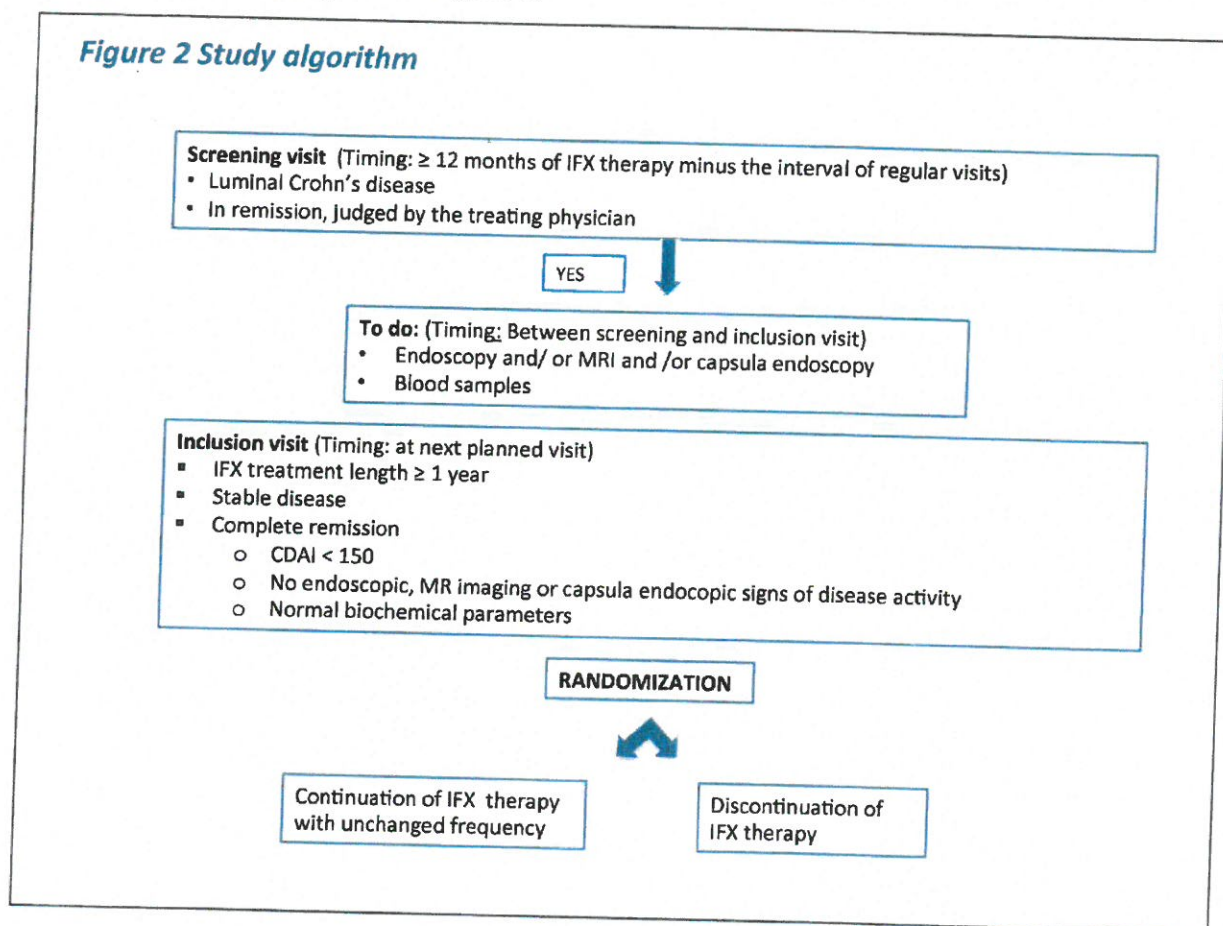 Figure 2 Study algorithm
Screening visit (Timing: ≥ 12 months of IFX therapy minus the interval of regular visits)
• Luminal Crohn's disease
• In remission, judged by the treating physician
YES
To do: (Timing: Between screening and inclusion visit)
• Endoscopy and/ or MRI and /or capsula endoscopy
• Blood samples
Inclusion visit (Timing: at next planned visit)
▪ IFX treatment length ≥ 1 year
▪ Stable disease
▪ Complete remission
o CDAI < 150
o No endoscopic, MR imaging or capsula endocopic signs of disease activity
o Normal biochemical parameters
RANDOMIZATION
Continuation of IFX therapy
with unchanged frequency
Discontinuation of
IFX therapy